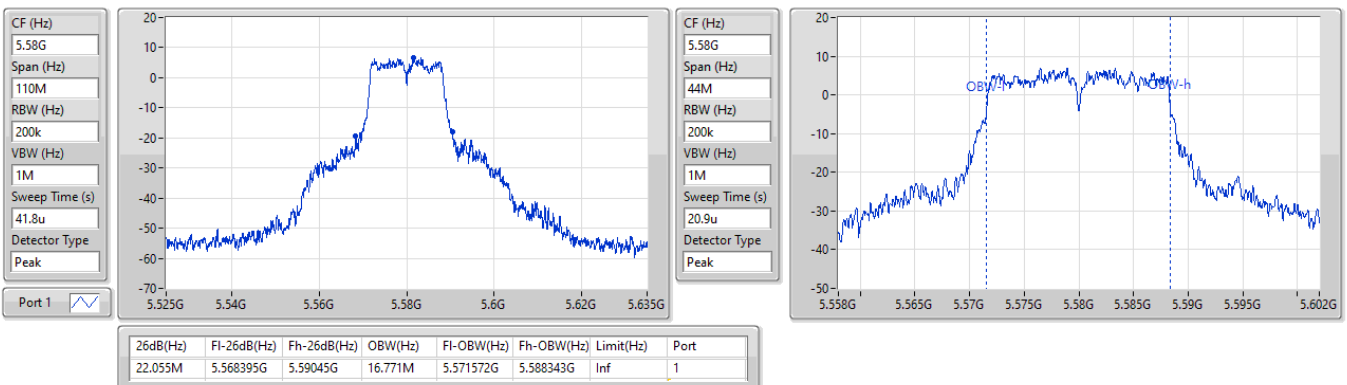 CF (Hz)
5.58G
Span (Hz)
110M
RBW (Hz)
200k
VBW (Hz)
1M
Sweep Time (s)
41.8u
Detector Type
Peak
Port 1
20
10
0
-10
-20
-30
-40
-50
-60
-70
5.525G 5.54G 5.56G 5.58G 5.6G 5.62G 5.635G
CF (Hz)
5.58G
Span (Hz)
44M
RBW (Hz)
200k
VBW (Hz)
1M
Sweep Time (s)
20.9u
Detector Type
Peak
20
10
0
-10
-20
-30
-40
-50
OBW-l OBW-h
5.558G 5.565G 5.57G 5.575G 5.58G 5.585G 5.59G 5.595G 5.602G
26dB(Hz) Fl-26dB(Hz) Fh-26dB(Hz) OBW(Hz) Fl-OBW(Hz) Fh-OBW(Hz) Limit(Hz) Port
22.055M 5.568395G 5.59045G 16.771M 5.571572G 5.588343G Inf 1